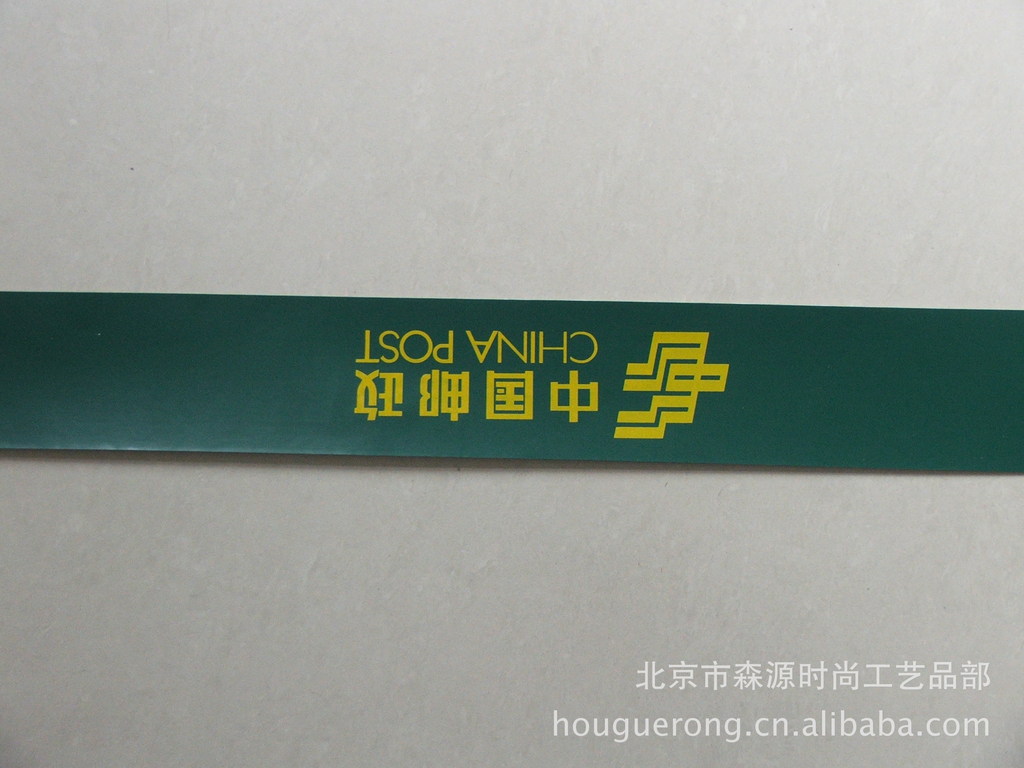 中国邮政
CHINA POST
北京市森源时尚工艺品部
houguerong.cn.alibaba.com